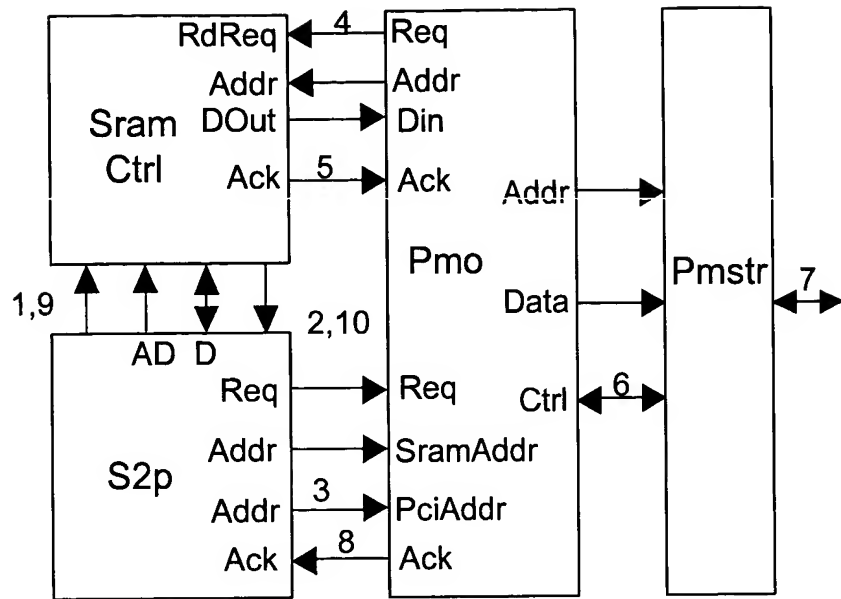 RdReq
4
Req
Addr
Addr
DOut
Din
Sram
Ctrl
Ack
5
Ack
Addr
Pmo
Pmstr
7
1,9
2,10
Data
AD D
Req
Req
Ctrl
6
Addr
SramAddr
S2p
Addr
3
PciAddr
Ack
8
Ack